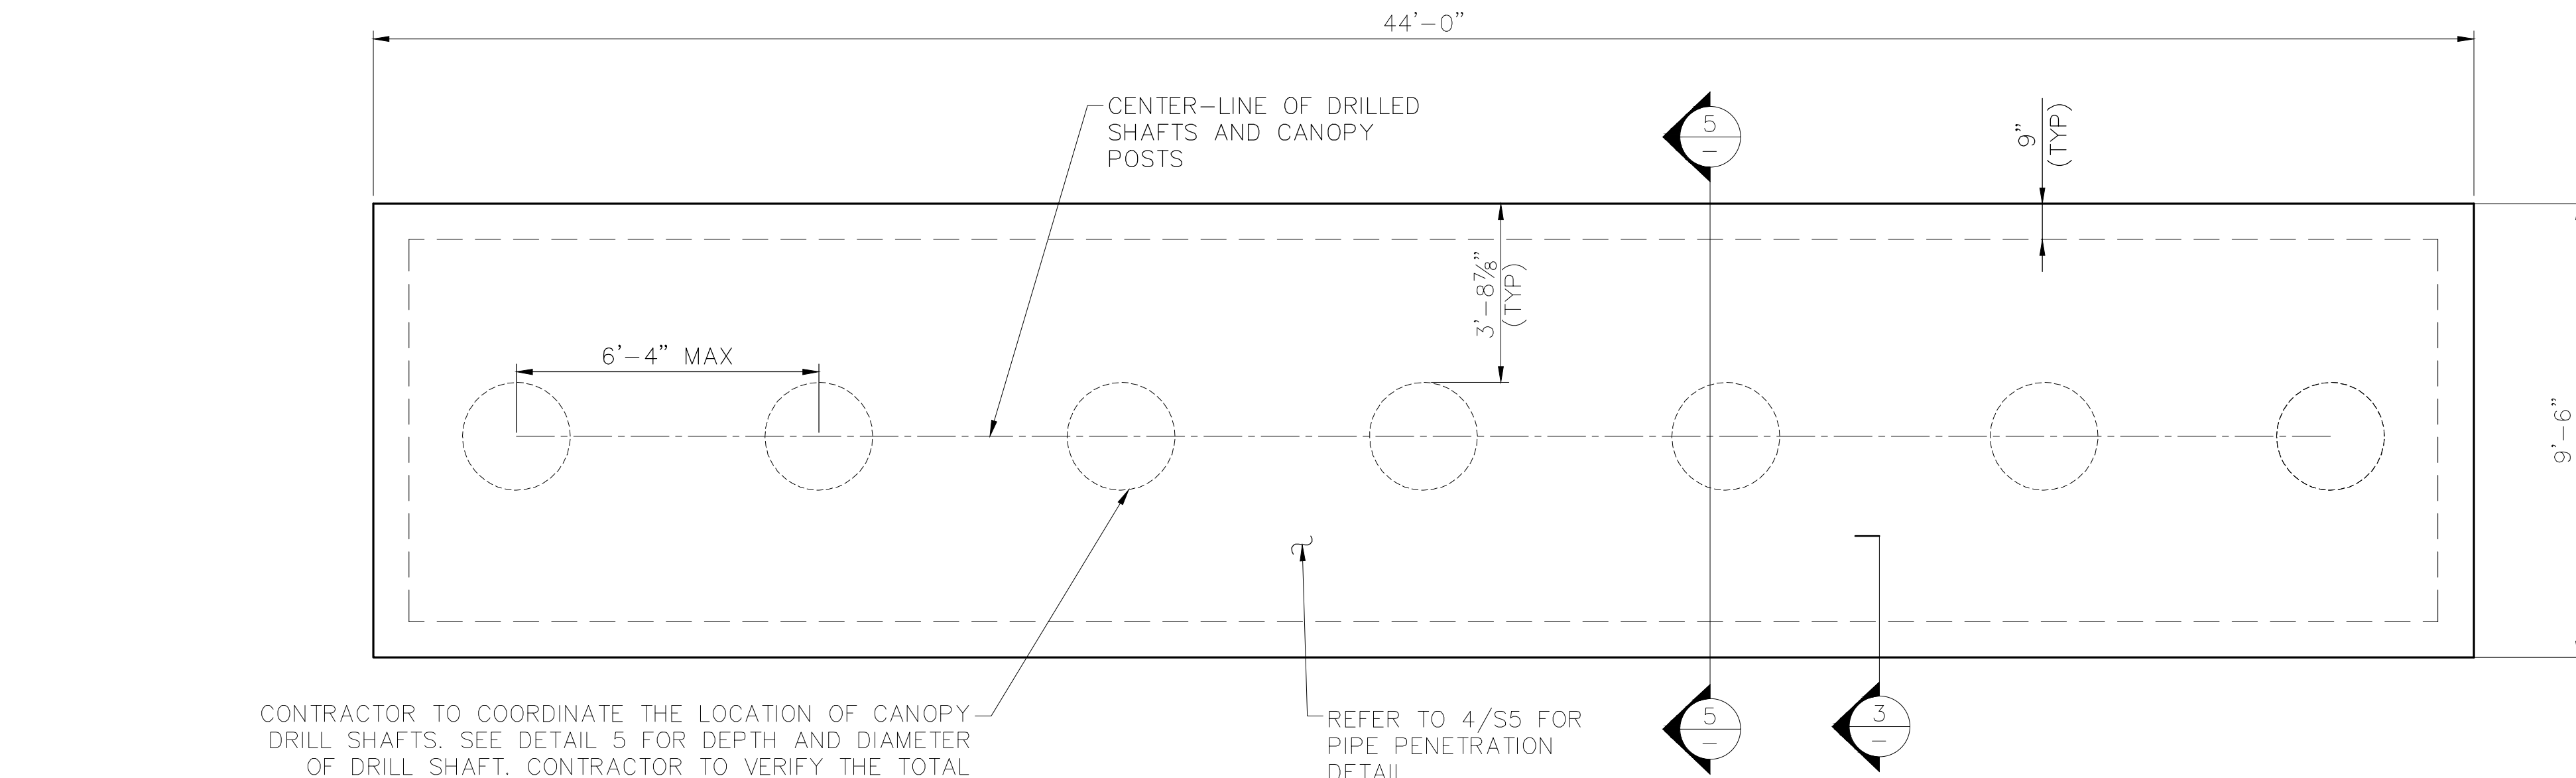 44'-0"
CENTER-LINE OF DRILLED
SHAFTS AND CANOPY
POSTS
5
-
9"
(TYP)
3'-8⅞"
(TYP)
6'-4" MAX
9'-6"
CONTRACTOR TO COORDINATE THE LOCATION OF CANOPY
DRILL SHAFTS. SEE DETAIL 5 FOR DEPTH AND DIAMETER
OF DRILL SHAFT. CONTRACTOR TO VERIFY THE TOTAL
REFER TO 4/S5 FOR
PIPE PENETRATION
DETAIL
5
-
3
-